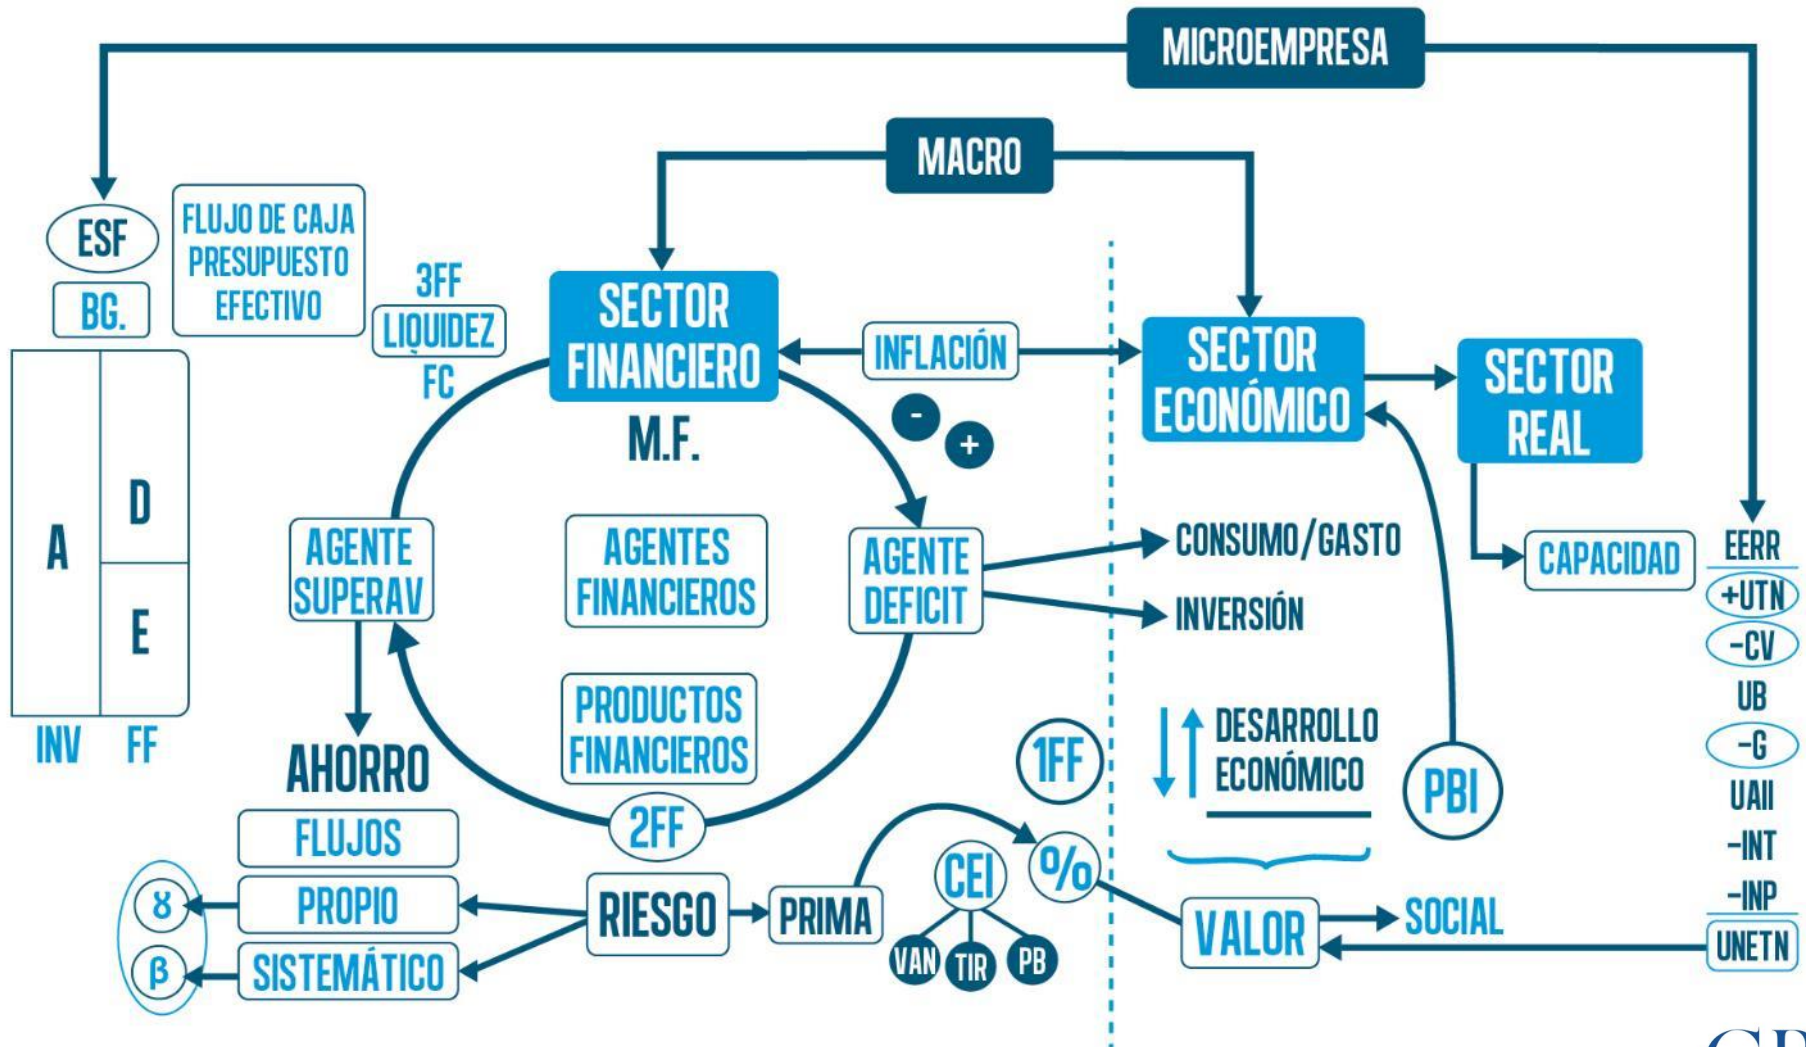 MICROEMPRESA
MACRO
ESF
BG.
FLUJO DE CAJA
PRESUPUESTO
EFECTIVO
3FF
LIQUIDEZ
FC
SECTOR
FINANCIERO
M.F.
INFLACIÓN
-
+
SECTOR
ECONÓMICO
SECTOR
REAL
A
D
E
INV
FF
AGENTE
SUPERAV
AGENTES
FINANCIEROS
AGENTE
DEFICIT
CONSUMO/GASTO
INVERSIÓN
CAPACIDAD
PRODUCTOS
FINANCIEROS
2FF
AHORRO
FLUJOS
PROPIO
SISTEMÁTICO
β
RIESGO
PRIMA
CEI
VAN
TIR
PB
1FF
%
DESARROLLO
ECONÓMICO
PBI
VALOR
SOCIAL
EERR
+UTN
-CV
UB
-G
UAII
-INT
-INP
UNETN